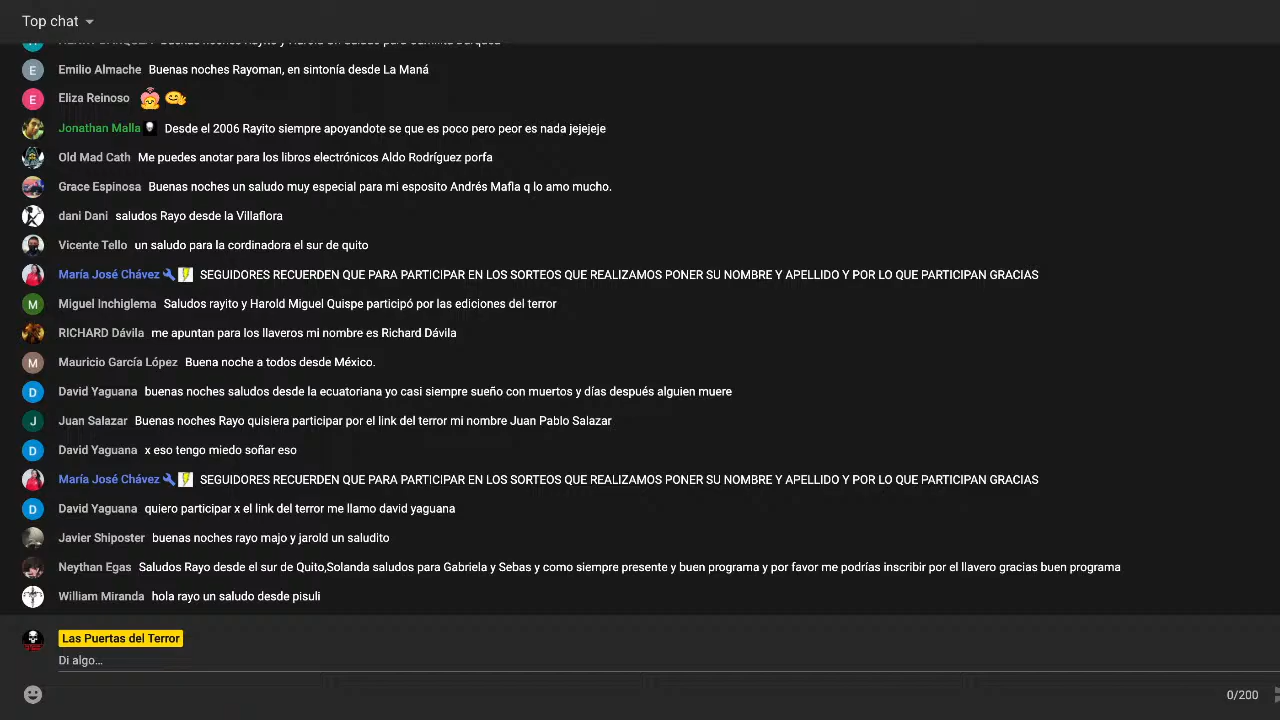 Top chat
Emilio Almache Buenas noches Rayoman, en sintonía desde La Maná
Eliza Reinoso
Jonathan Malla Desde el 2006 Rayito siempre apoyandote se que es poco pero peor es nada jejejeje
Old Mad Cath Me puedes anotar para los libros electrónicos Aldo Rodríguez porfa
Grace Espinosa Buenas noches un saludo muy especial para mi esposito Andrés Mafla q lo amo mucho.
dani Dani saludos Rayo desde la Villaflora
Vicente Tello un saludo para la cordinadora el sur de quito
María José Chávez SEGUIDORES RECUERDEN QUE PARA PARTICIPAR EN LOS SORTEOS QUE REALIZAMOS PONER SU NOMBRE Y APELLIDO Y POR LO QUE PARTICIPAN GRACIAS
M Miguel Inchiglema Saludos rayito y Harold Miguel Quispe participó por las ediciones del terror
RICHARD Dávila me apuntan para los llaveros mi nombre es Richard Dávila
M Mauricio García López Buena noche a todos desde México.
D David Yaguana buenas noches saludos desde la ecuatoriana yo casi siempre sueño con muertos y días después alguien muere
J Juan Salazar Buenas noches Rayo quisiera participar por el link del terror mi nombre Juan Pablo Salazar
D David Yaguana x eso tengo miedo soñar eso
María José Chávez SEGUIDORES RECUERDEN QUE PARA PARTICIPAR EN LOS SORTEOS QUE REALIZAMOS PONER SU NOMBRE Y APELLIDO Y POR LO QUE PARTICIPAN GRACIAS
D David Yaguana quiero participar x el link del terror me llamo david yaguana
Javier Shiposter buenas noches rayo majo y jarold un saludito
Neythan Egas Saludos Rayo desde el sur de Quito,Solanda saludos para Gabriela y Sebas y como siempre presente y buen programa y por favor me podrías inscribir por el llavero gracias buen programa
William Miranda hola rayo un saludo desde pisuli
Las Puertas del Terror
Di algo...
0/200